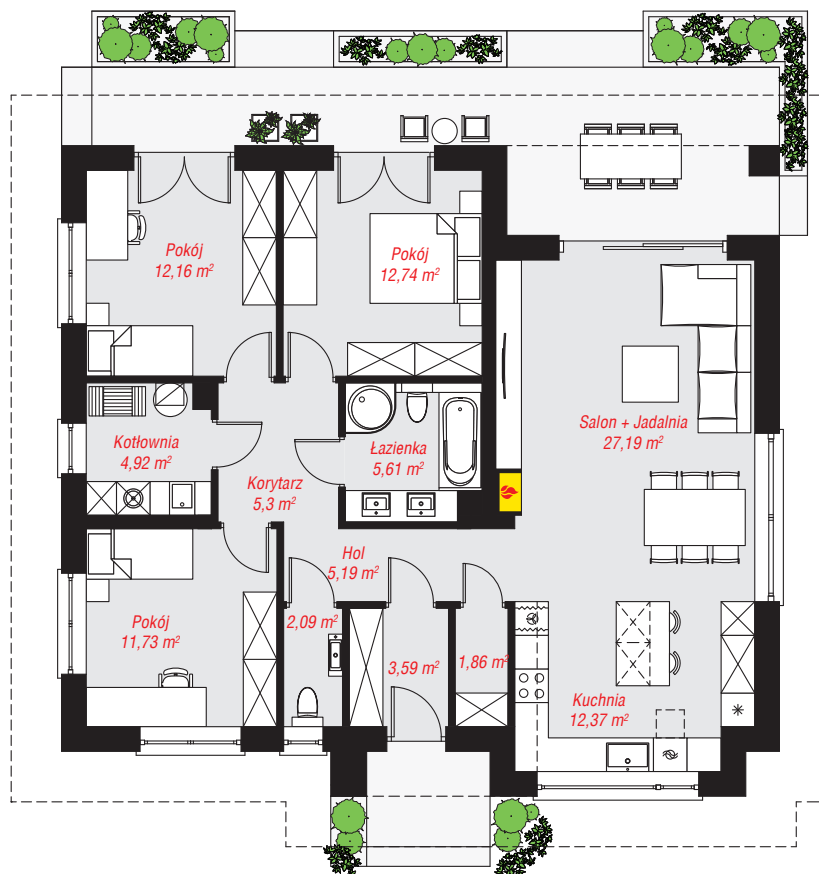 Pokój
12,16 m²
Pokój
12,74 m²
Salon + Jadalnia
27,19 m²
Kotłownia
4,92 m²
Łazienka
5,61 m²
Korytarz
5,3 m²
Hol
5,19 m²
Pokój
11,73 m²
2,09 m²
3,59 m²
1,86 m²
Kuchnia
12,37 m²